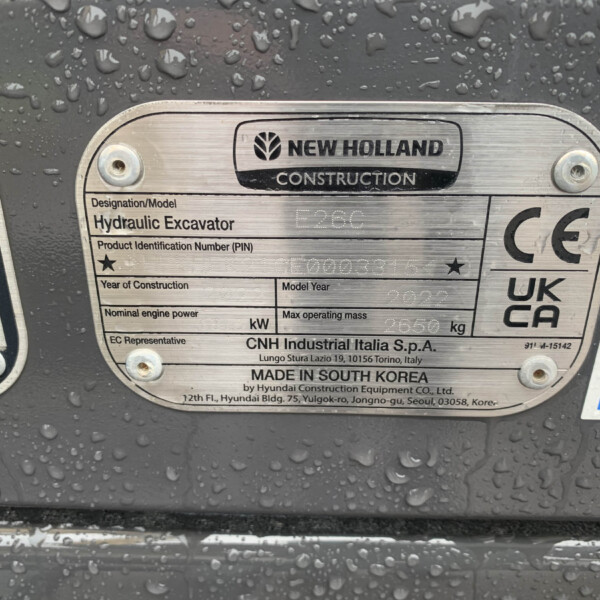 NEW HOLLAND
CONSTRUCTION
Designation/Model
Hydraulic Excavator E26C
Product Identification Number (PIN)
★ ★
Year of Construction
Model Year 2022
Nominal engine power kW
Max operating mass 2650 kg
CE
UK
CA
EC Representative
CNH Industrial Italia S.p.A.
Lungo Stura Lazio 19, 10156 Torino, Italy
MADE IN SOUTH KOREA
by Hyundai Construction Equipment CO., Ltd.
12th Fl., Hyundai Bldg. 75, Yulgok-ro, Jongno-gu, Seoul, 03058,